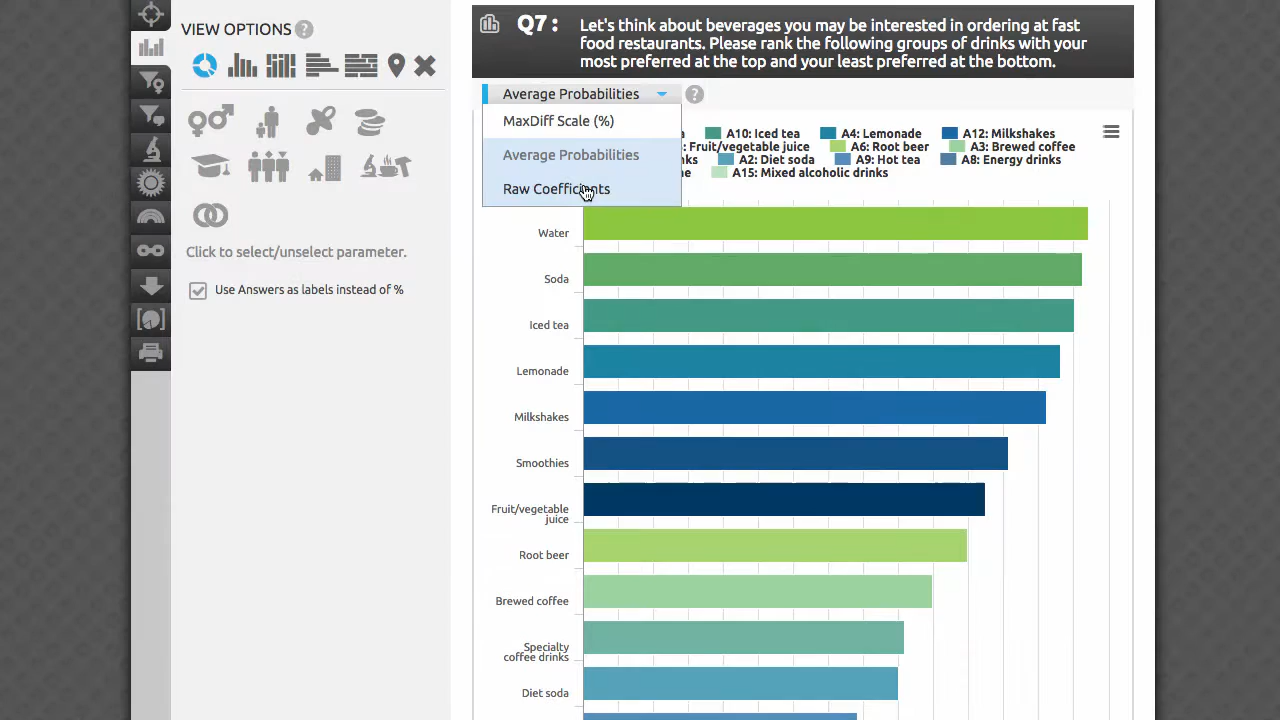 VIEW OPTIONS ?
Click to select/unselect parameter.
Use Answers as labels instead of %
Q7 :
Let's think about beverages you may be interested in ordering at fast
food restaurants. Please rank the following groups of drinks with your
most preferred at the top and your least preferred at the bottom.
Average Probabilities ?
MaxDiff Scale (%)
Average Probabilities
Raw Coefficients
A10: Iced tea A4: Lemonade A12: Milkshakes
: Fruit/vegetable juice A6: Root beer A3: Brewed coffee
A2: Diet soda A9: Hot tea A8: Energy drinks
A15: Mixed alcoholic drinks
Water
Soda
Iced tea
Lemonade
Milkshakes
Smoothies
Fruit/vegetable
juice
Root beer
Brewed coffee
Specialty
coffee drinks
Diet soda